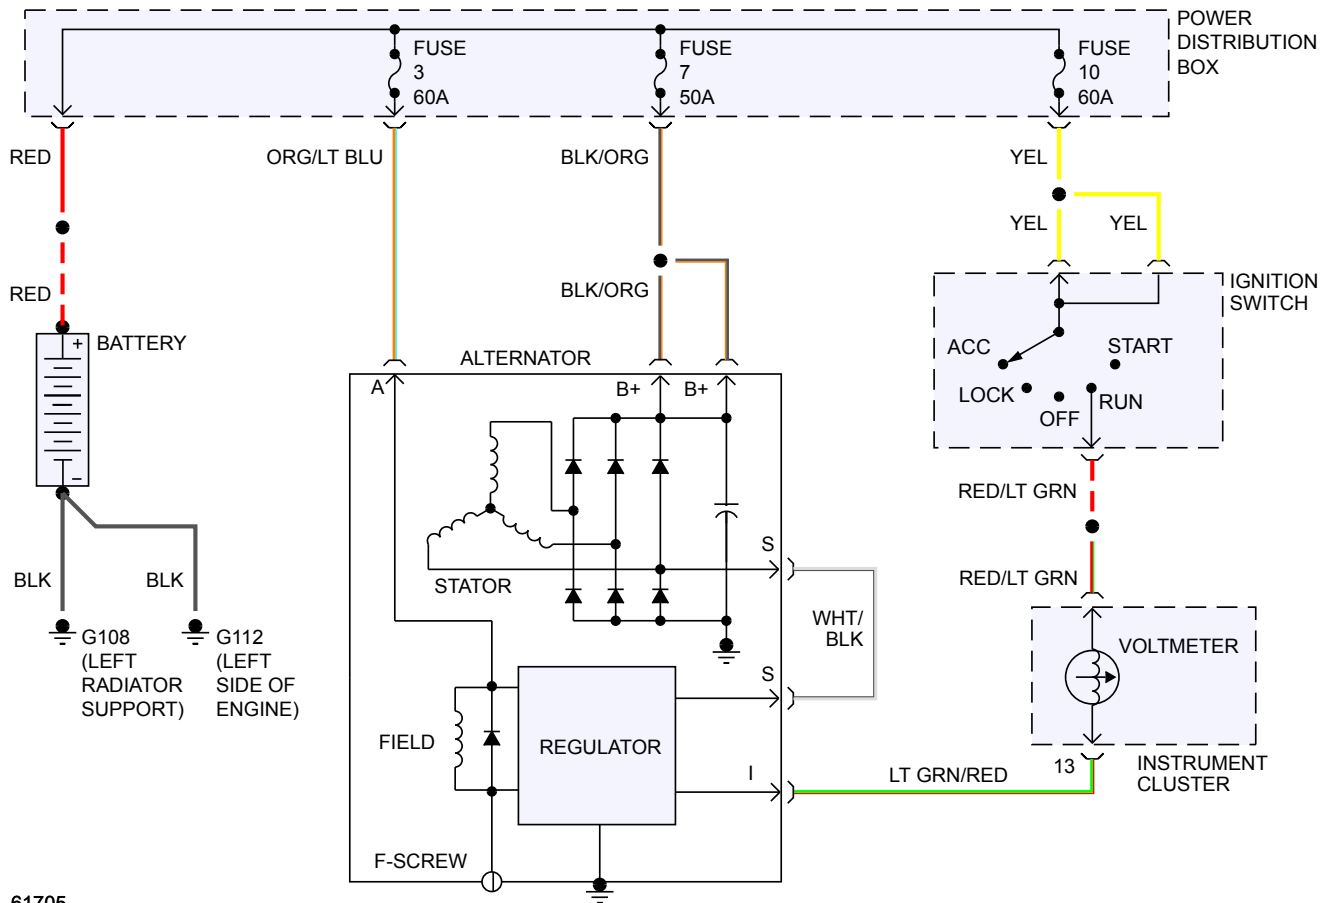 POWER
DISTRIBUTION
BOX
FUSE
3
60A
FUSE
7
50A
FUSE
10
60A
RED
ORG/LT BLU
BLK/ORG
YEL
YEL
YEL
RED
BLK/ORG
IGNITION
SWITCH
+
BATTERY
ALTERNATOR
ACC
START
A
B+
B+
LOCK
OFF
RUN
−
RED/LT GRN
S
BLK
BLK
STATOR
RED/LT GRN
WHT/
BLK
G108
(LEFT
RADIATOR
SUPPORT)
G112
(LEFT
SIDE OF
ENGINE)
VOLTMETER
S
FIELD
REGULATOR
I
LT GRN/RED
13
INSTRUMENT
CLUSTER
F-SCREW
61705